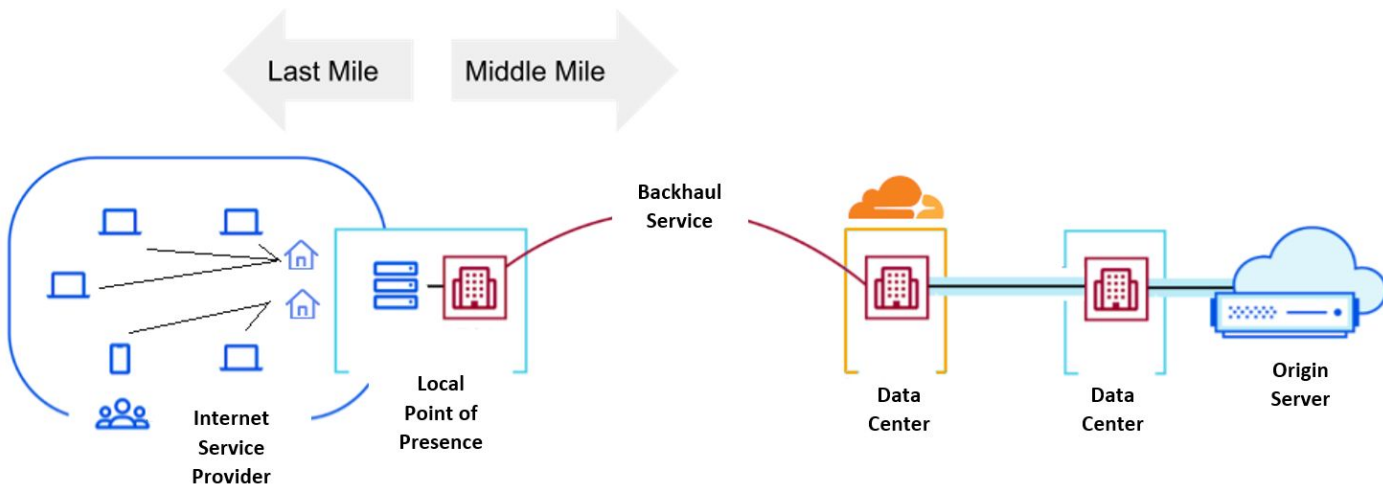 Last Mile
Middle Mile
Backhaul
Service
Internet
Service
Provider
Local
Point of
Presence
Data
Center
Data
Center
Origin
Server